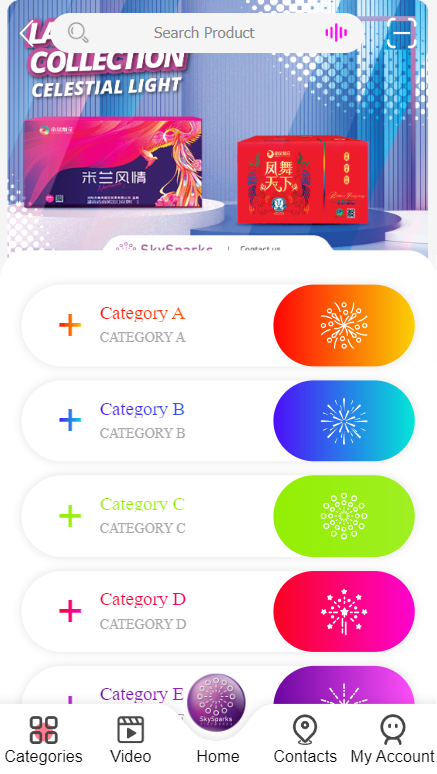 Search Product
LA
COLLECTION
CELESTIAL LIGHT
米兰风情
凤舞
天下
SkySparks | Contact us
Category A
CATEGORY A
Category B
CATEGORY B
Category C
CATEGORY C
Category D
CATEGORY D
Category E
SkySparks
Categories
Video
Home
Contacts
My Account